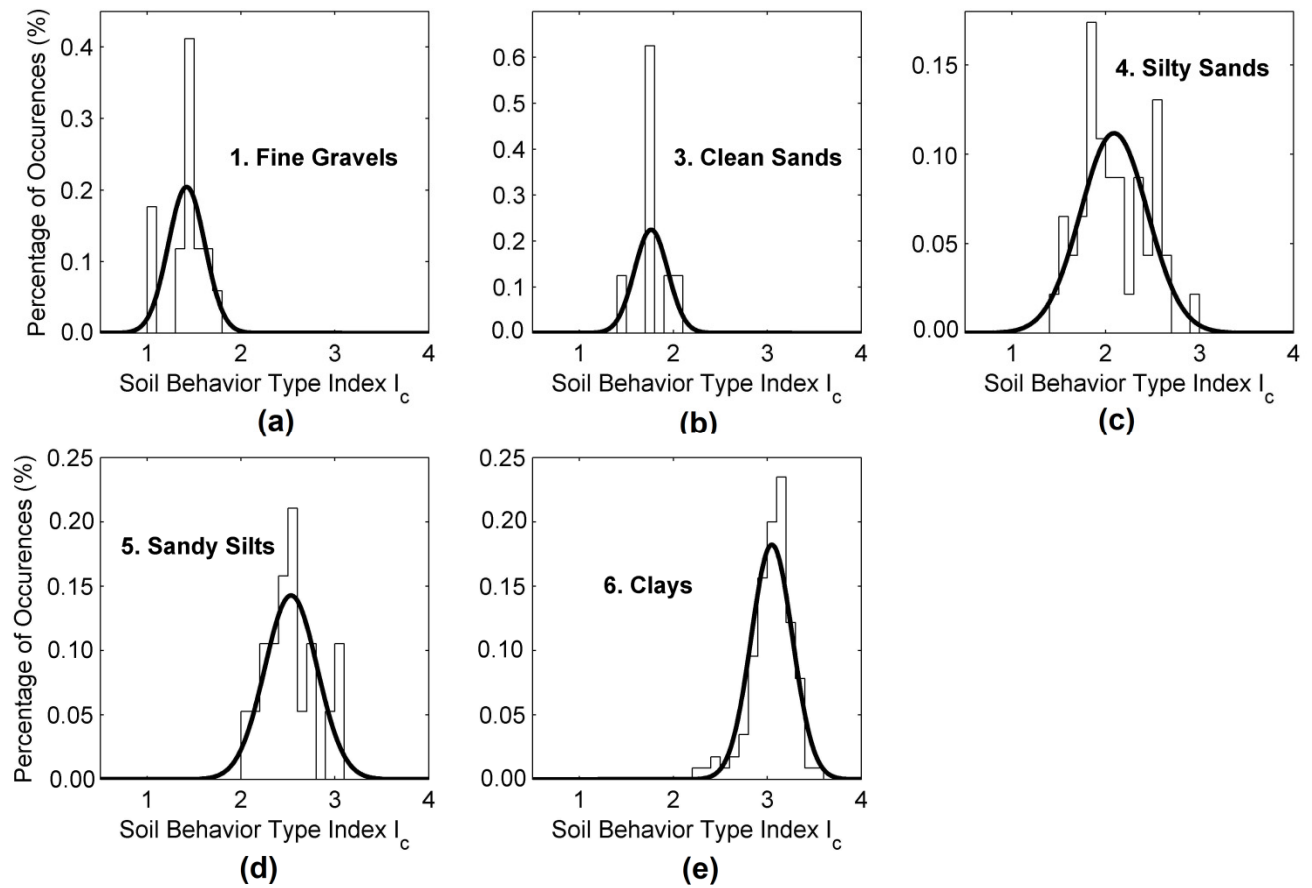 Percentage of Occurences (%)
0.4
0.3
0.2
0.1
0.0
1. Fine Gravels
1 2 3 4
Soil Behavior Type Index I_c
(a)
0.6
0.5
0.4
0.3
0.2
0.1
0.0
3. Clean Sands
1 2 3 4
Soil Behavior Type Index I_c
(b)
0.15
0.10
0.05
0.00
4. Silty Sands
1 2 3 4
Soil Behavior Type Index I_c
(c)
Percentage of Occurences (%)
0.25
0.20
0.15
0.10
0.05
0.00
5. Sandy Silts
1 2 3 4
Soil Behavior Type Index I_c
(d)
0.25
0.20
0.15
0.10
0.05
0.00
6. Clays
1 2 3 4
Soil Behavior Type Index I_c
(e)